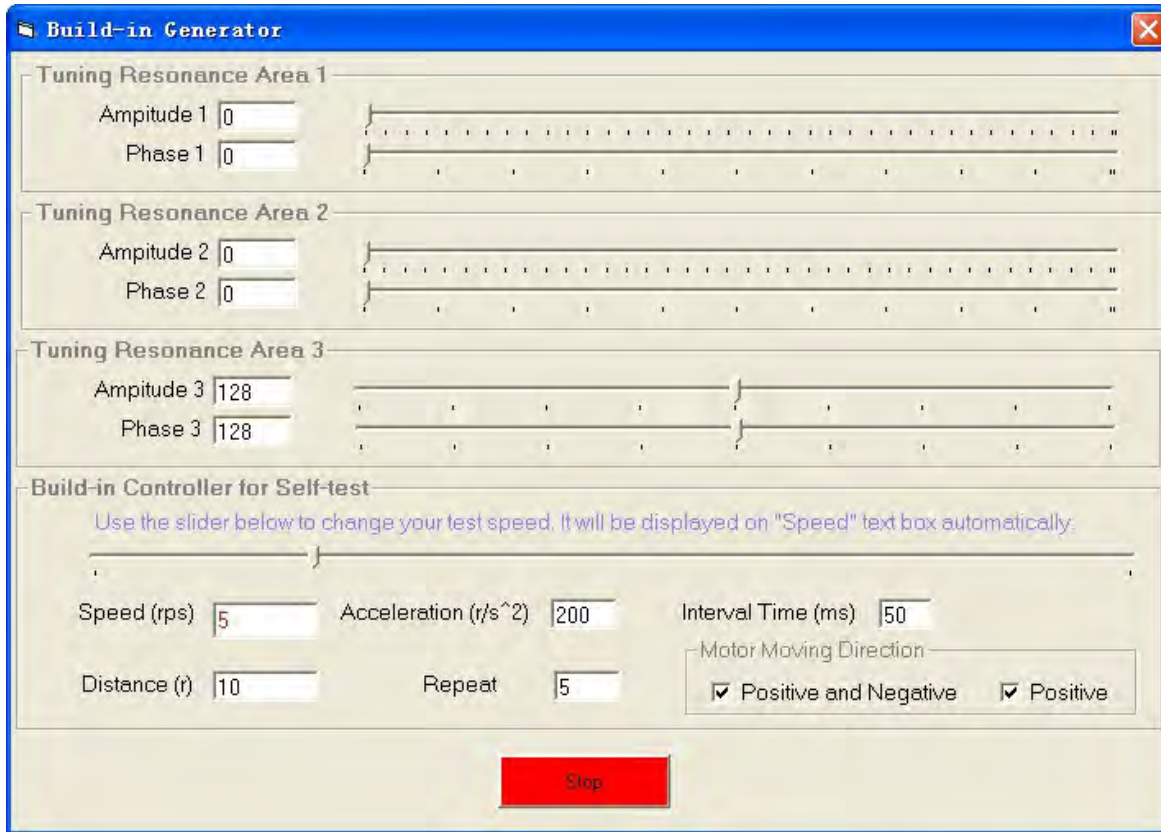 Build-in Generator
Tuning Resonance Area 1
Ampitude 1 0
Phase 1 0
Tuning Resonance Area 2
Ampitude 2 0
Phase 2 0
Tuning Resonance Area 3
Ampitude 3 128
Phase 3 128
Build-in Controller for Self-test
Use the slider below to change your test speed. It will be displayed on "Speed" text box automatically.
Speed (rps) 5 Acceleration (r/s^2) 200 Interval Time (ms) 50
Motor Moving Direction
Distance (r) 10 Repeat 5 Positive and Negative Positive
Stop